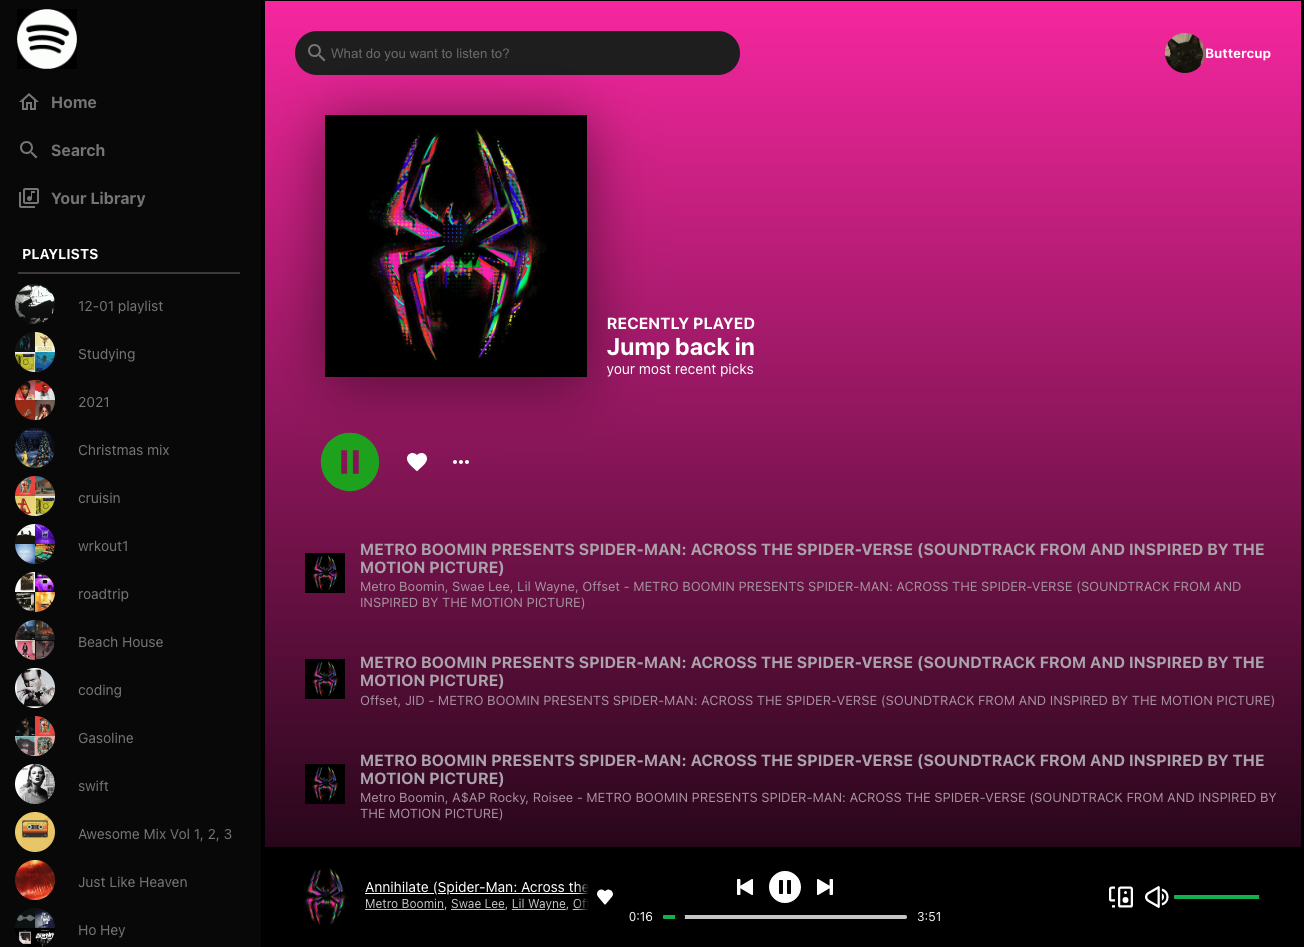 Home
Search
Your Library
PLAYLISTS
12-01 playlist
Studying
2021
Christmas mix
cruisin
wrkout1
roadtrip
Beach House
coding
Gasoline
swift
Awesome Mix Vol 1, 2, 3
Just Like Heaven
Ho Hey
What do you want to listen to?
Buttercup
RECENTLY PLAYED
Jump back in
your most recent picks
METRO BOOMIN PRESENTS SPIDER-MAN: ACROSS THE SPIDER-VERSE (SOUNDTRACK FROM AND INSPIRED BY THE
MOTION PICTURE)
Metro Boomin, Swae Lee, Lil Wayne, Offset - METRO BOOMIN PRESENTS SPIDER-MAN: ACROSS THE SPIDER-VERSE (SOUNDTRACK FROM AND
INSPIRED BY THE MOTION PICTURE)
METRO BOOMIN PRESENTS SPIDER-MAN: ACROSS THE SPIDER-VERSE (SOUNDTRACK FROM AND INSPIRED BY THE
MOTION PICTURE)
Offset, JID - METRO BOOMIN PRESENTS SPIDER-MAN: ACROSS THE SPIDER-VERSE (SOUNDTRACK FROM AND INSPIRED BY THE MOTION PICTURE)
METRO BOOMIN PRESENTS SPIDER-MAN: ACROSS THE SPIDER-VERSE (SOUNDTRACK FROM AND INSPIRED BY THE
MOTION PICTURE)
Metro Boomin, A$AP Rocky, Roisee - METRO BOOMIN PRESENTS SPIDER-MAN: ACROSS THE SPIDER-VERSE (SOUNDTRACK FROM AND INSPIRED BY
THE MOTION PICTURE)
Annihilate (Spider-Man: Across the
Metro Boomin, Swae Lee, Lil Wayne, Of
0:16
3:51